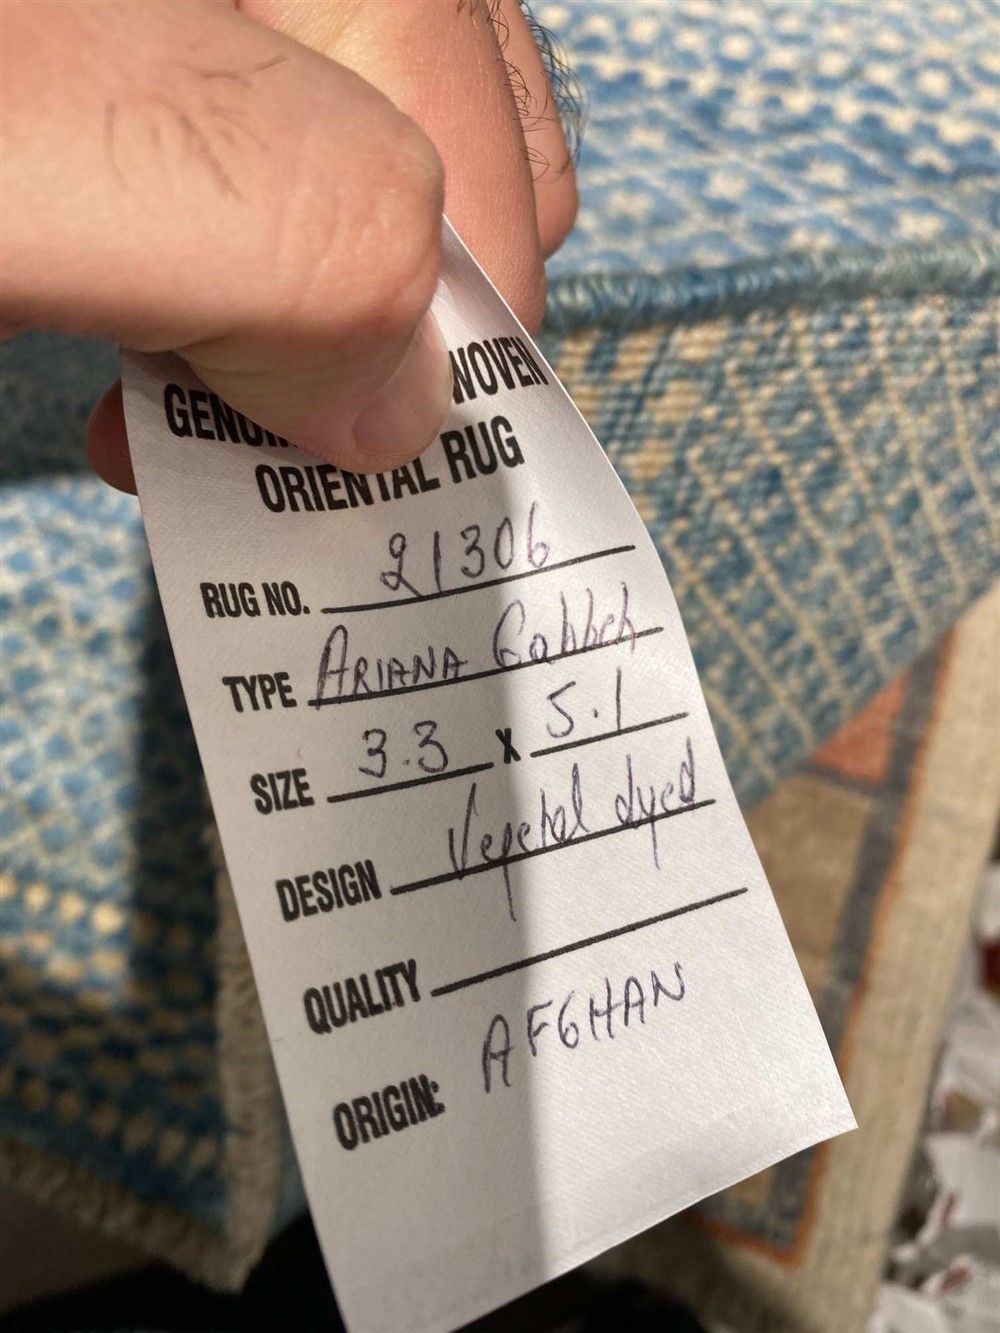 GENUI WOVEN
ORIENTAL RUG
RUG NO. 21306
TYPE ARIANA Gabbeh
SIZE 3.3 X 5.1
DESIGN Vegetal dyed
QUALITY
ORIGIN: AFGHAN